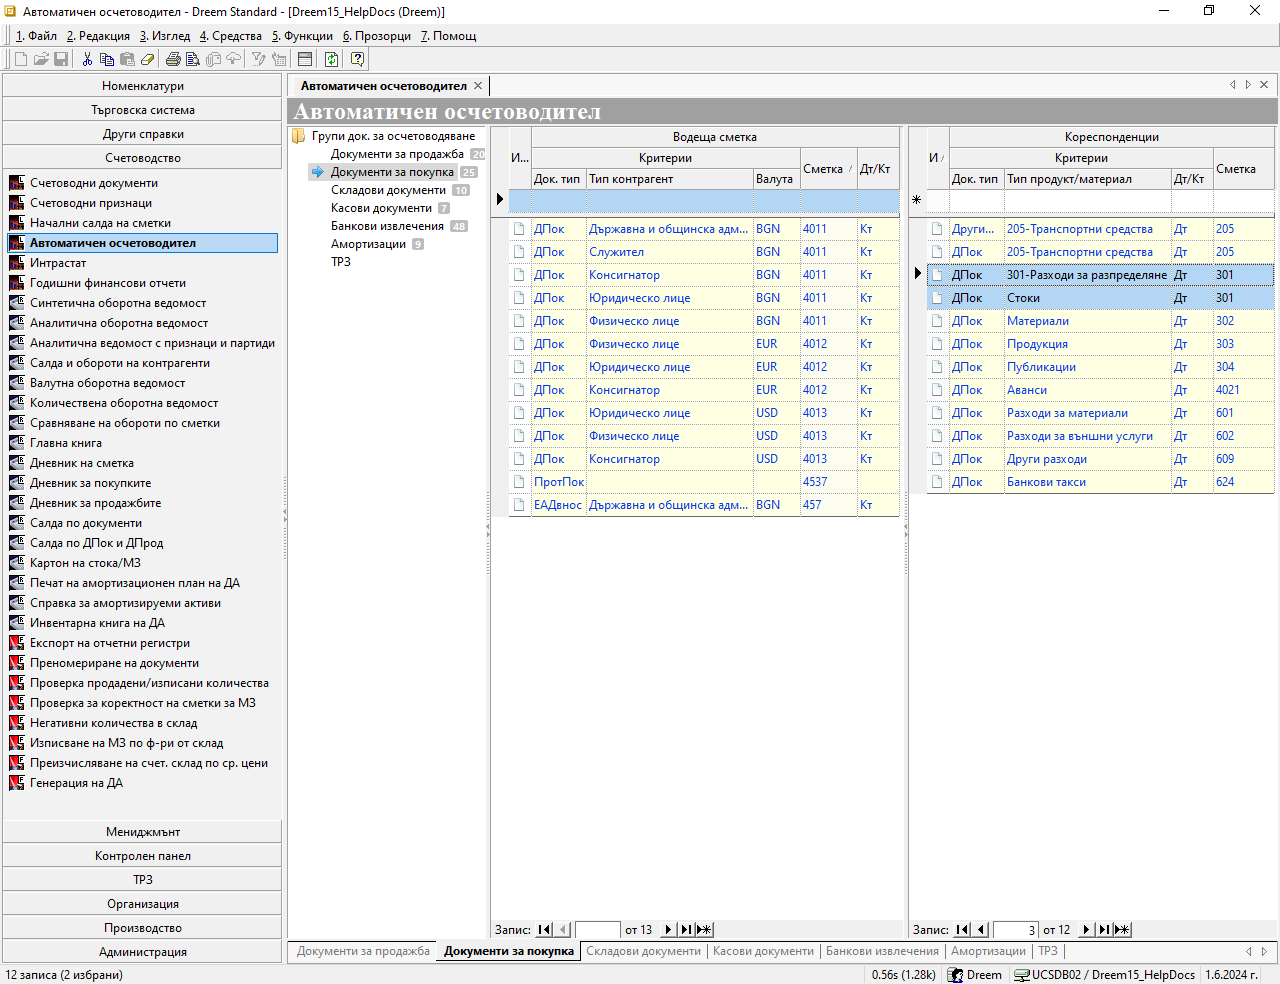 Автоматичен осчетоводител - Dreem Standard - [Dreem15_HelpDocs (Dreem)]
1. Файл 2. Редакция 3. Изглед 4. Средства 5. Функции 6. Прозорци 7. Помощ
Номенклатури
Търговска система
Други справки
Счетоводство
Счетоводни документи
Счетоводни признаци
Начални салда на сметки
Автоматичен осчетоводител
Интрастат
Годишни финансови отчети
Синтетична оборотна ведомост
Аналитична оборотна ведомост
Аналитична ведомост с признаци и партиди
Салда и обороти на контрагенти
Валутна оборотна ведомост
Количествена оборотна ведомост
Сравняване на обороти по сметки
Главна книга
Дневник на сметка
Дневник за покупките
Дневник за продажбите
Салда по документи
Салда по ДПок и ДПрод
Картон на стока/МЗ
Печат на амортизационен план на ДА
Справка за амортизируеми активи
Инвентарна книга на ДА
Експорт на отчетни регистри
Преномериране на документи
Проверка продадени/изписани количества
Проверка за коректност на сметки за МЗ
Негативни количества в склад
Изписване на МЗ по ф-ри от склад
Преизчисляване на счет. склад по ср. цени
Генерация на ДА
Мениджмънт
Контролен панел
ТРЗ
Организация
Производство
Администрация
Автоматичен осчетоводител
Автоматичен осчетоводител
Групи док. за осчетоводяване
Документи за продажба 20
Документи за покупка 25
Складови документи 10
Касови документи 7
Банкови извлечения 48
Амортизации 9
ТРЗ
Водеща сметка
И... Критерии Сметка Дт/Кт
Док. тип Тип контрагент Валута
ДПок Държавна и общинска адм... BGN 4011 Кт
ДПок Служител BGN 4011 Кт
ДПок Консигнатор BGN 4011 Кт
ДПок Юридическо лице BGN 4011 Кт
ДПок Физическо лице BGN 4011 Кт
ДПок Физическо лице EUR 4012 Кт
ДПок Юридическо лице EUR 4012 Кт
ДПок Консигнатор EUR 4012 Кт
ДПок Юридическо лице USD 4013 Кт
ДПок Физическо лице USD 4013 Кт
ДПок Консигнатор USD 4013 Кт
ПротПок 4537
ЕАДвнос Държавна и общинска адм... BGN 457 Кт
Запис: от 13
Кореспонденции
И Критерии Сметка
Док. тип Тип продукт/материал Дт/Кт
Други... 205-Транспортни средства Дт 205
ДПок 205-Транспортни средства Дт 205
ДПок 301-Разходи за разпределяне Дт 301
ДПок Стоки Дт 301
ДПок Материали Дт 302
ДПок Продукция Дт 303
ДПок Публикации Дт 304
ДПок Аванси Дт 4021
ДПок Разходи за материали Дт 601
ДПок Разходи за външни услуги Дт 602
ДПок Други разходи Дт 609
ДПок Банкови такси Дт 624
Запис: 3 от 12
Документи за продажба Документи за покупка Складови документи Касови документи Банкови извлечения Амортизации ТРЗ
12 записа (2 избрани) 0.56s (1.28k) Dreem UCSDB02 / Dreem15_HelpDocs 1.6.2024 г.